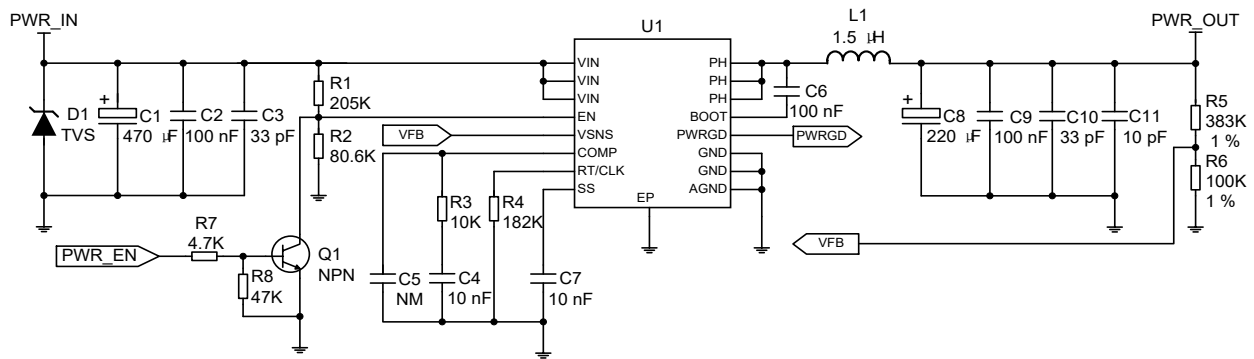 PWR_IN
U1
L1
1.5 μH
PWR_OUT
VIN
VIN
VIN
EN
VSNS
COMP
RT/CLK
SS
EP
PH
PH
PH
BOOT
PWRGD
GND
GND
AGND
D1
TVS
+
C1
470 μF
C2
100 nF
C3
33 pF
R1
205K
R2
80.6K
VFB
C6
100 nF
PWRGD
+
C8
220 μF
C9
100 nF
C10
33 pF
C11
10 pF
R5
383K
1 %
R6
100K
1 %
VFB
R3
10K
R4
182K
R7
4.7K
PWR_EN
R8
47K
Q1
NPN
C5
NM
C4
10 nF
C7
10 nF